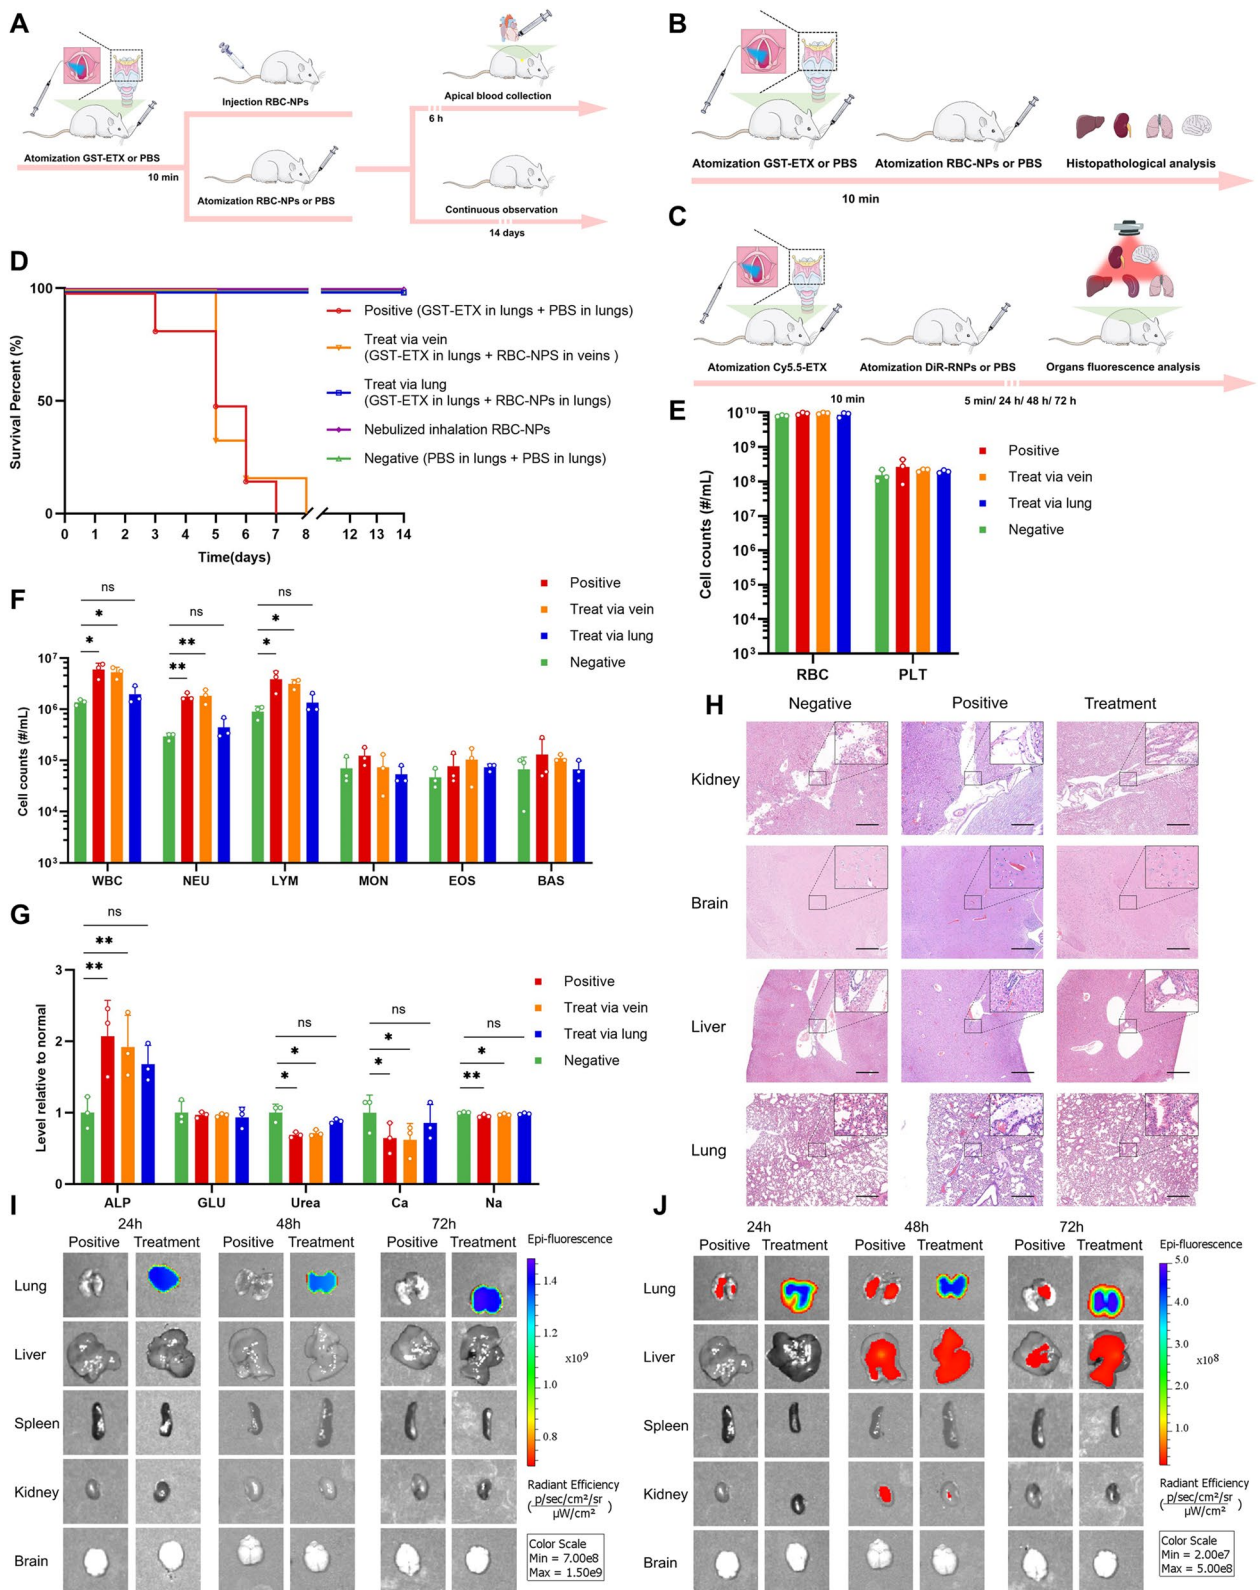 A
Injection RBC-NPs
Apical blood collection
6 h
Atomization GST-ETX or PBS
10 min
Atomization RBC-NPs or PBS
Continuous observation
14 days
B
Atomization GST-ETX or PBS
Atomization RBC-NPs or PBS
Histopathological analysis
10 min
C
Atomization Cy5.5-ETX
Atomization DiR-RNPs or PBS
Organs fluorescence analysis
10 min
5 min/ 24 h/ 48 h/ 72 h
D
Survival Percent (%)
100
50
0
0 1 2 3 4 5 6 7 8 12 13 14
Time(days)
Positive (GST-ETX in lungs + PBS in lungs)
Treat via vein
(GST-ETX in lungs + RBC-NPS in veins )
Treat via lung
(GST-ETX in lungs + RBC-NPs in lungs)
Nebulized inhalation RBC-NPs
Negative (PBS in lungs + PBS in lungs)
E
Cell counts (#/mL)
10¹⁰
10⁹
10⁸
10⁷
10⁶
10⁵
10⁴
10³
RBC PLT
Positive
Treat via vein
Treat via lung
Negative
F
Cell counts (#/mL)
10⁷
10⁶
10⁵
10⁴
10³
ns
*
*
ns
**
**
ns
*
*
WBC NEU LYM MON EOS BAS
Positive
Treat via vein
Treat via lung
Negative
G
Level relative to normal
3
2
1
0
ns
**
**
ns
*
*
ns
*
*
ns
*
**
ALP GLU Urea Ca Na
Positive
Treat via vein
Treat via lung
Negative
H
Negative Positive Treatment
Kidney
Brain
Liver
Lung
I
24h 48h 72h
Positive Treatment Positive Treatment Positive Treatment
Lung
Liver
Spleen
Kidney
Brain
Epi-fluorescence
1.4
1.2
x10⁹
1.0
0.8
Radiant Efficiency
(p/sec/cm²/sr
µW/cm²)
Color Scale
Min = 7.00e8
Max = 1.50e9
J
24h 48h 72h
Positive Treatment Positive Treatment Positive Treatment
Lung
Liver
Spleen
Kidney
Brain
Epi-fluorescence
5.0
4.0
3.0
x10⁸
2.0
1.0
Radiant Efficiency
(p/sec/cm²/sr
µW/cm²)
Color Scale
Min = 2.00e7
Max = 5.00e8